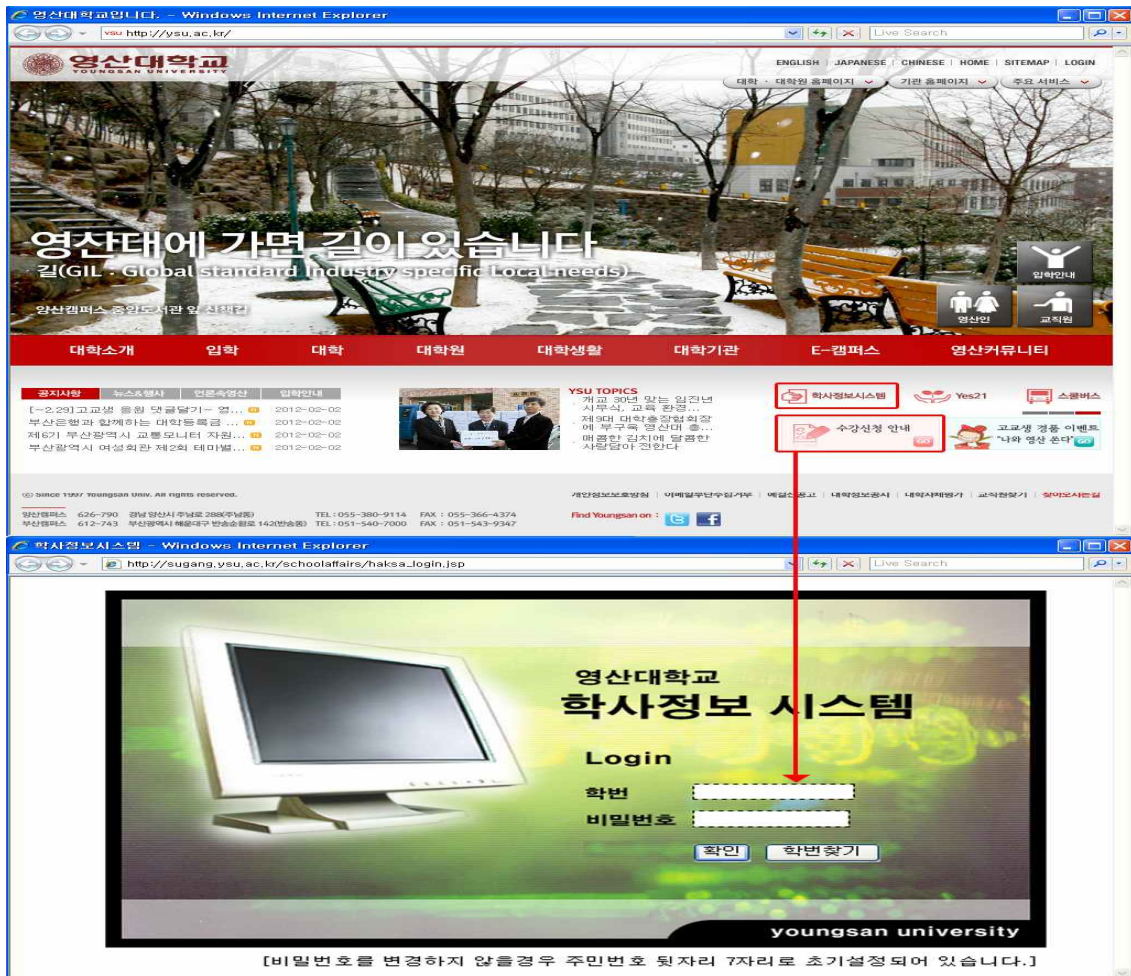 영산대학교입니다. - Windows Internet Explorer
http://ysu.ac.kr/
Live Search
영산대학교
YOUNGSAN UNIVERSITY
ENGLISH JAPANESE CHINESE HOME SITEMAP LOGIN
대학 · 대학원 홈페이지 기관 홈페이지 주요 서비스
영산대에 가면 길이 있습니다
길(GIL : Global standard Industry specific Local needs)
양산캠퍼스 중앙도서관 앞 산책길
입학안내
영산인 교직원
대학소개 입학 대학 대학원 대학생활 대학기관 E-캠퍼스 영산커뮤니티
공지사항 뉴스&행사 언론속영산 입학안내
[~2.29]고교생 응원 댓글달기- 영... 2012-02-02
부산은행과 함께하는 대학등록금 ... 2012-02-02
제6기 부산광역시 교통모니터 자원... 2012-02-02
부산광역시 여성회관 제2회 테마별... 2012-02-02
YSU TOPICS
개교 30년 맞는 임진년
시무식, 교육 환경...
제9대 대학총장협회장
에 부구욱 영산대 총...
매콤한 김치에 달콤한
사랑담아 전한다
학사정보시스템 Yes21 스쿨버스
수강신청 안내 GO
고교생 경품 이벤트
"나와 영산 쏜다" GO
(c) Since 1997 Youngsan Univ. All rights reserved.
개인정보보호방침 이메일무단수집거부 예결산공고 대학정보공시 대학자체평가 교직원찾기 찾아오시는길
양산캠퍼스 626-790 경남 양산시 주남로 288(주남동) TEL : 055-380-9114 FAX : 055-366-4374
부산캠퍼스 612-743 부산광역시 해운대구 반송순환로 142(반송동) TEL : 051-540-7000 FAX : 051-543-9347
Find Youngsan on :
학사정보시스템 - Windows Internet Explorer
http://sugang.ysu.ac.kr/schoolaffairs/haksa_login.jsp
Live Search
영산대학교
학사정보 시스템
Login
학번
비밀번호
확인 학번찾기
youngsan university
[비밀번호를 변경하지 않을경우 주민번호 뒷자리 7자리로 초기설정되어 있습니다.]